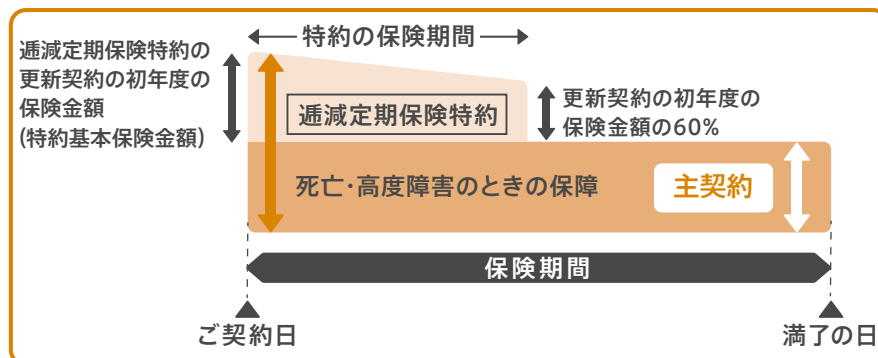 特約の保険期間
逓減定期保険特約の
更新契約の初年度の
保険金額
(特約基本保険金額)
逓減定期保険特約
更新契約の初年度の
保険金額の60%
死亡・高度障害のときの保障
主契約
保険期間
ご契約日
満了の日